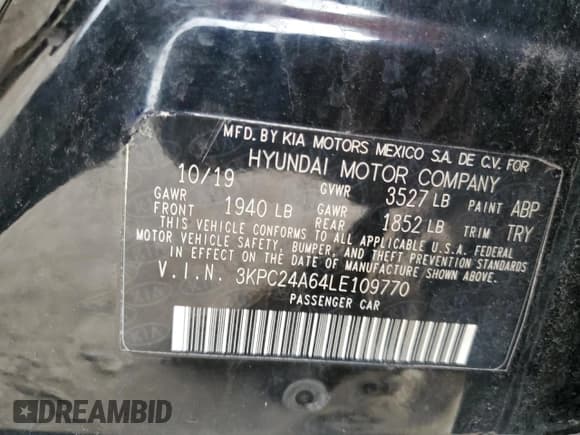 MFD. BY KIA MOTORS MEXICO S.A. DE C.V. FOR
HYUNDAI MOTOR COMPANY
10/19 GVWR 3527 LB PAINT ABP
GAWR FRONT 1940 LB GAWR REAR 1852 LB TRIM TRY
THIS VEHICLE CONFORMS TO ALL APPLICABLE U.S.A. FEDERAL
MOTOR VEHICLE SAFETY, BUMPER, AND THEFT PREVENTION STANDARDS
IN EFFECT ON THE DATE OF MANUFACTURE SHOWN ABOVE.
V.I.N. 3KPC24A64LE109770
PASSENGER CAR
DREAMBID